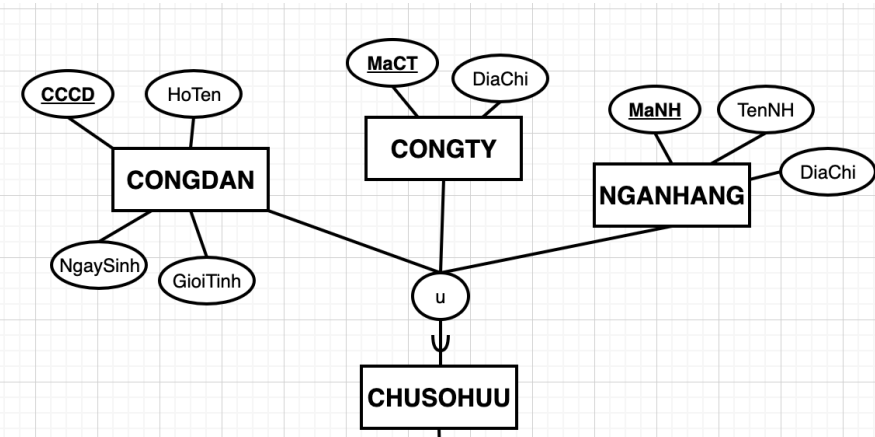 CCCD
HoTen
CONGDAN
NgaySinh
GioiTinh
MaCT
DiaChi
CONGTY
MaNH
TenNH
DiaChi
NGANHANG
u
CHUSOHUU